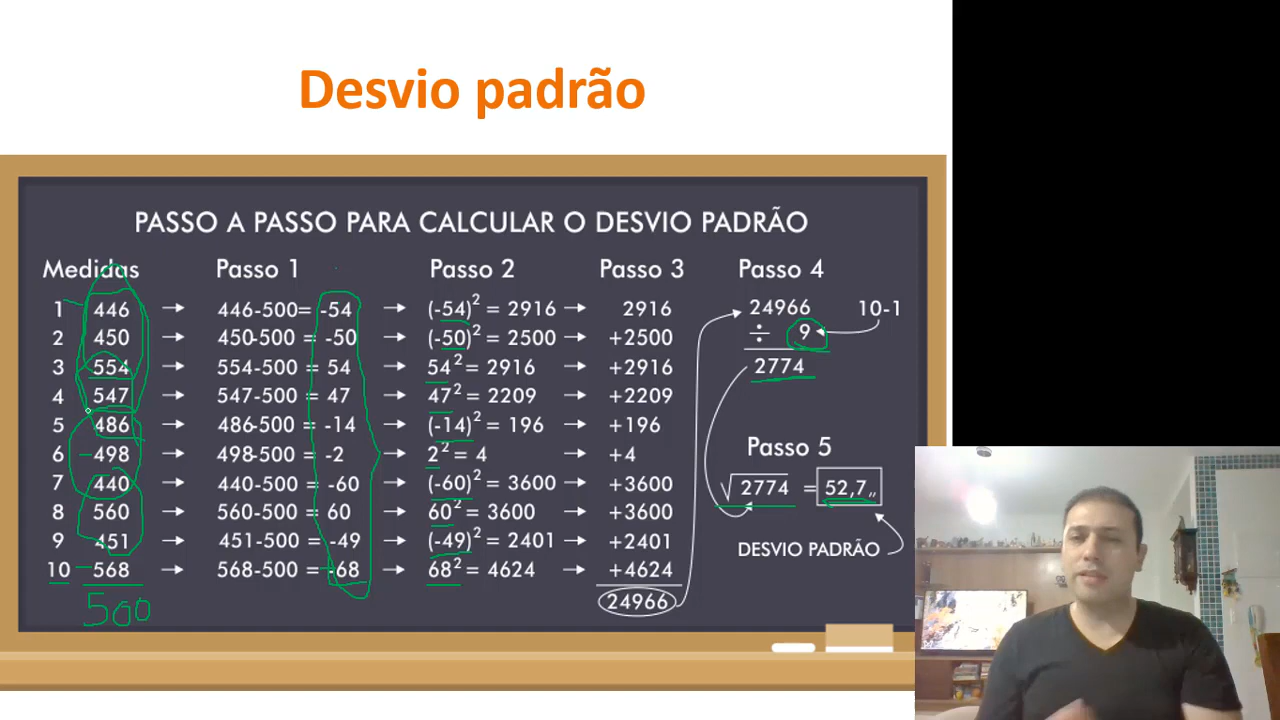 Desvio padrão
PASSO A PASSO PARA CALCULAR O DESVIO PADRÃO
Medidas Passo 1 Passo 2 Passo 3 Passo 4
1 446 → 446-500= -54 → (-54)² = 2916 → 2916
2 450 → 450-500 = -50 → (-50)² = 2500 → +2500
3 554 → 554-500 = 54 → 54² = 2916 → +2916
4 547 → 547-500 = 47 → 47² = 2209 → +2209
5 486 → 486-500 = -14 → (-14)² = 196 → +196
6 498 → 498-500 = -2 → 2² = 4 → +4
7 440 → 440-500 = -60 → (-60)² = 3600 → +3600
8 560 → 560-500 = 60 → 60² = 3600 → +3600
9 451 → 451-500 = -49 → (-49)² = 2401 → +2401
10 568 → 568-500 = -68 → 68² = 4624 → +4624
500
24966
24966 10-1
÷ 9
2774
Passo 5
√2774 = 52,7,,
DESVIO PADRÃO